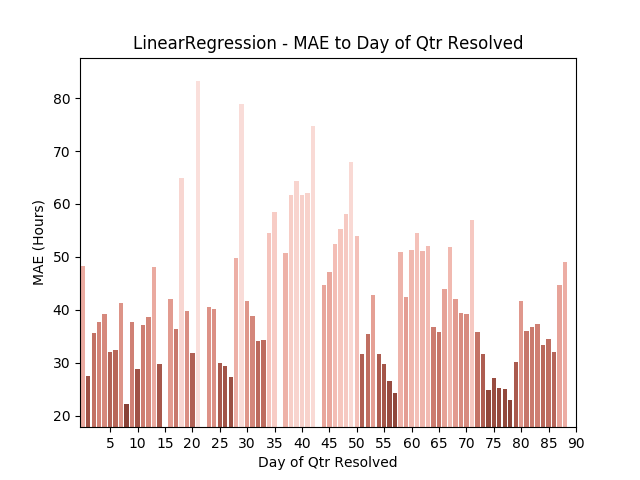 LinearRegression - MAE to Day of Qtr Resolved
80
70
60
50
40
30
20
MAE (Hours)
5 10 15 20 25 30 35 40 45 50 55 60 65 70 75 80 85 90
Day of Qtr Resolved